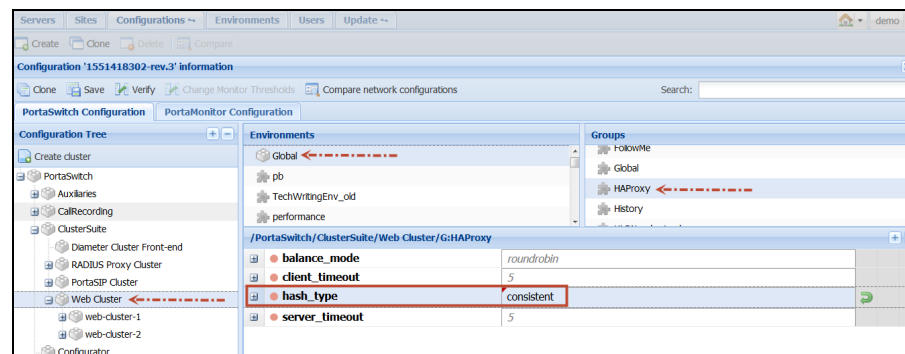 Servers Sites Configurations Environments Users Update demo
Create Clone Delete Compare
Configuration '1551418302-rev.3' information
Clone Save Verify Change Monitor Thresholds Compare network configurations Search:
PortaSwitch Configuration PortaMonitor Configuration
Configuration Tree
Create cluster
PortaSwitch
Auxiliaries
CallRecording
ClusterSuite
Diameter Cluster Front-end
RADIUS Proxy Cluster
PortaSIP Cluster
Web Cluster
web-cluster-1
web-cluster-2
Configurator
Environments
Global
pb
TechWritingEnv_old
performance
Groups
FollowMe
Global
HAProxy
History
/PortaSwitch/ClusterSuite/Web Cluster/G:HAProxy
balance_mode roundrobin
client_timeout 5
hash_type consistent
server_timeout 5